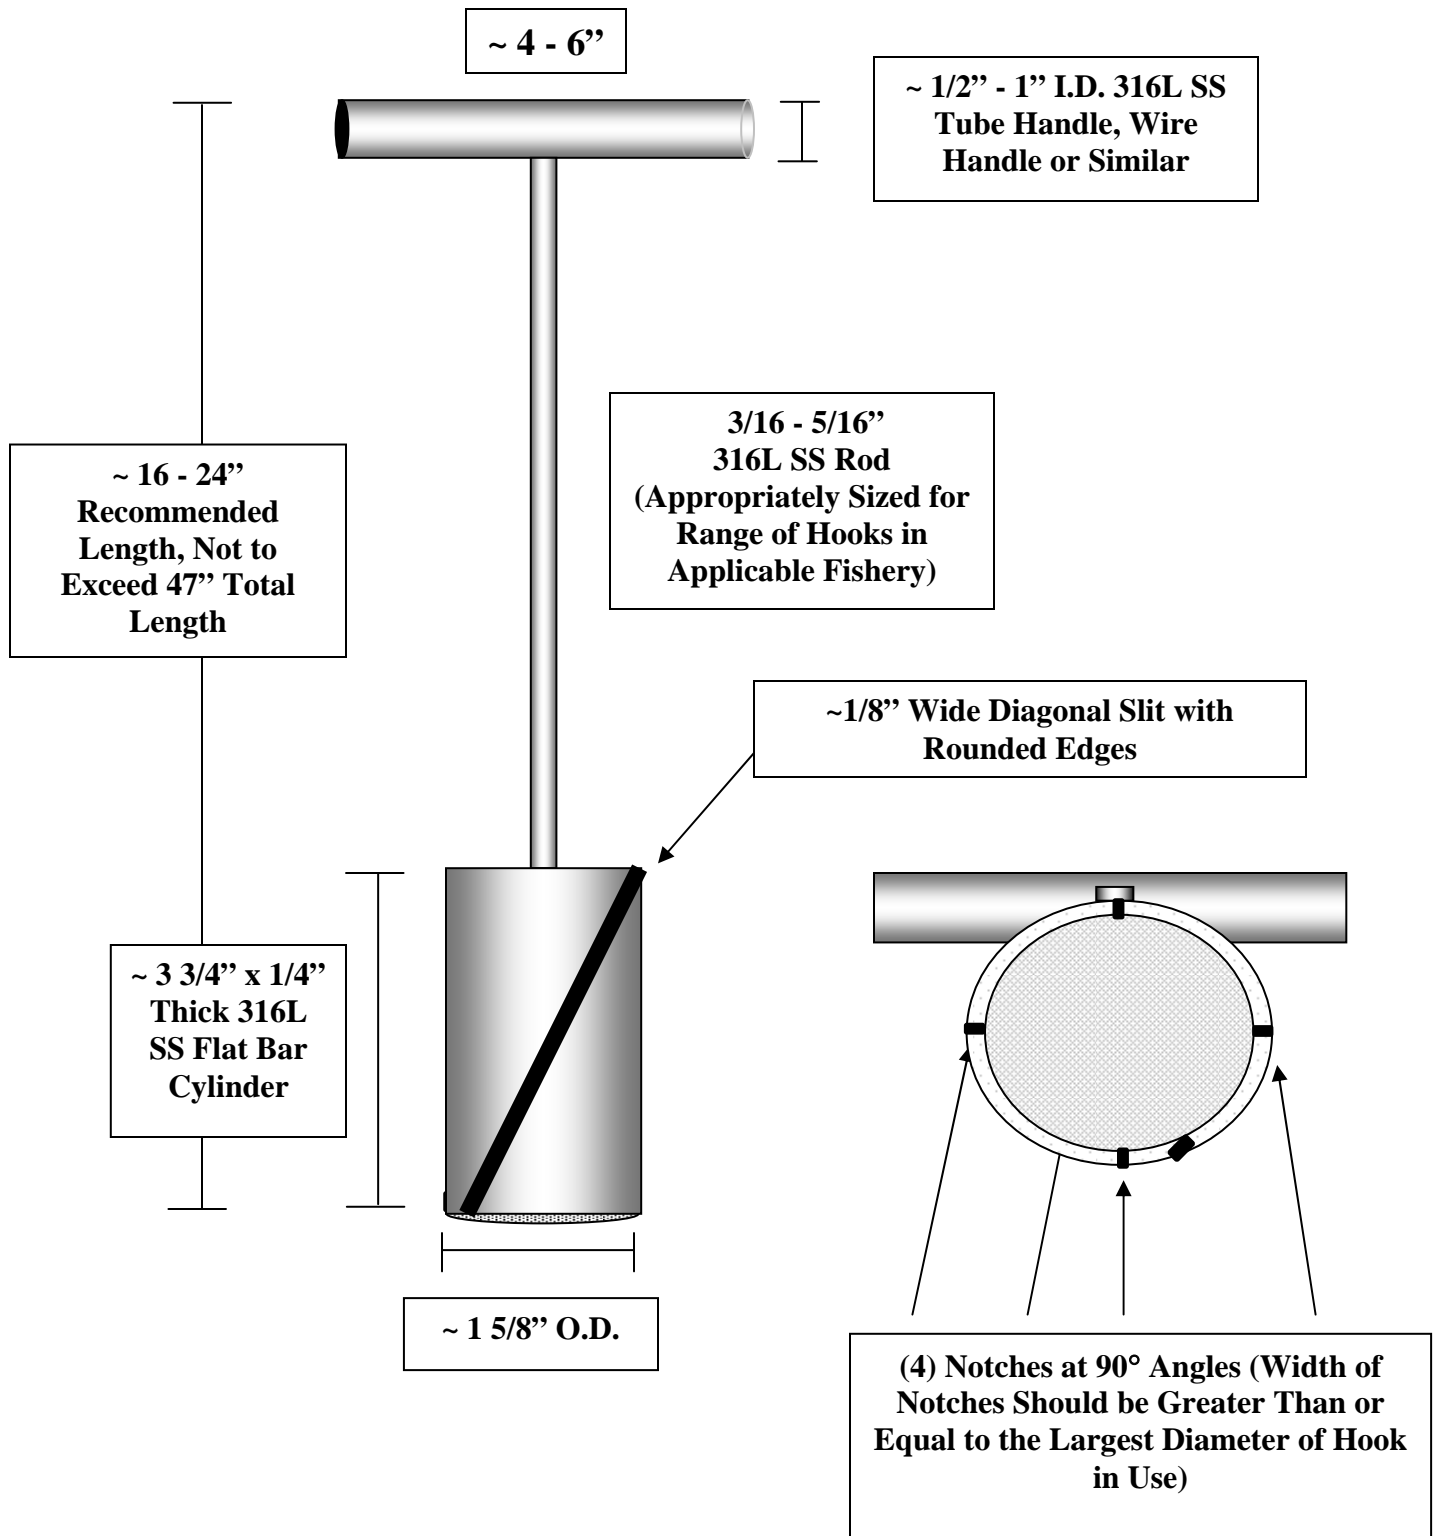 ~ 4 - 6”
~ 1/2” - 1” I.D. 316L SS
Tube Handle, Wire
Handle or Similar
3/16 - 5/16”
316L SS Rod
(Appropriately Sized for
Range of Hooks in
Applicable Fishery)
~ 16 - 24”
Recommended
Length, Not to
Exceed 47” Total
Length
~1/8” Wide Diagonal Slit with
Rounded Edges
~ 3 3/4” x 1/4”
Thick 316L
SS Flat Bar
Cylinder
~ 1 5/8” O.D.
(4) Notches at 90° Angles (Width of
Notches Should be Greater Than or
Equal to the Largest Diameter of Hook
in Use)